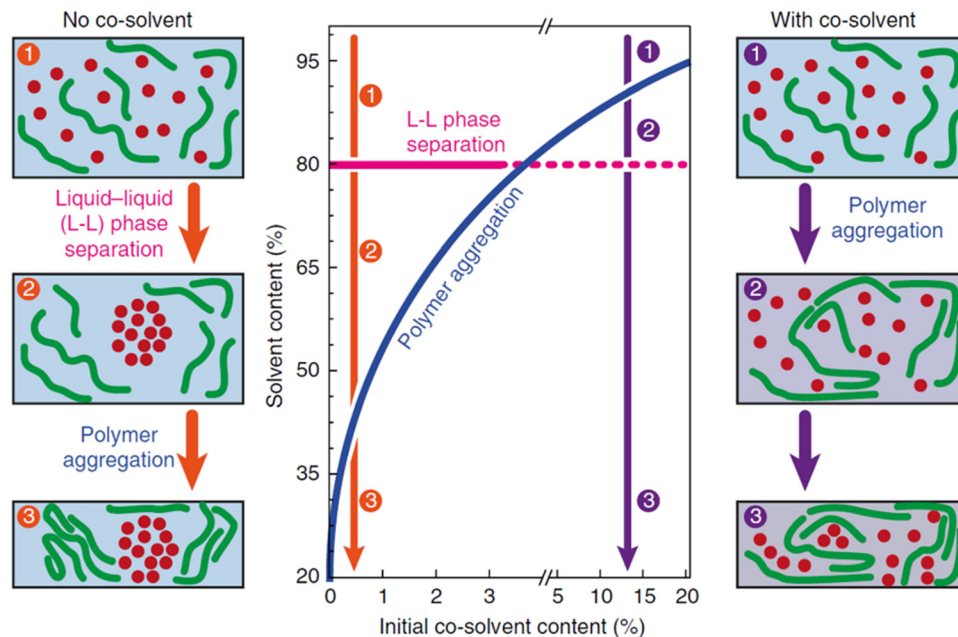 No co-solvent
1
Liquid–liquid
(L-L) phase
separation
2
Polymer
aggregation
3
Solvent content (%)
95
80
65
50
35
20
1
2
3
L-L phase
separation
Polymer aggregation
1
2
3
0
1
2
3
5
10
15
20
Initial co-solvent content (%)
With co-solvent
1
Polymer
aggregation
2
3